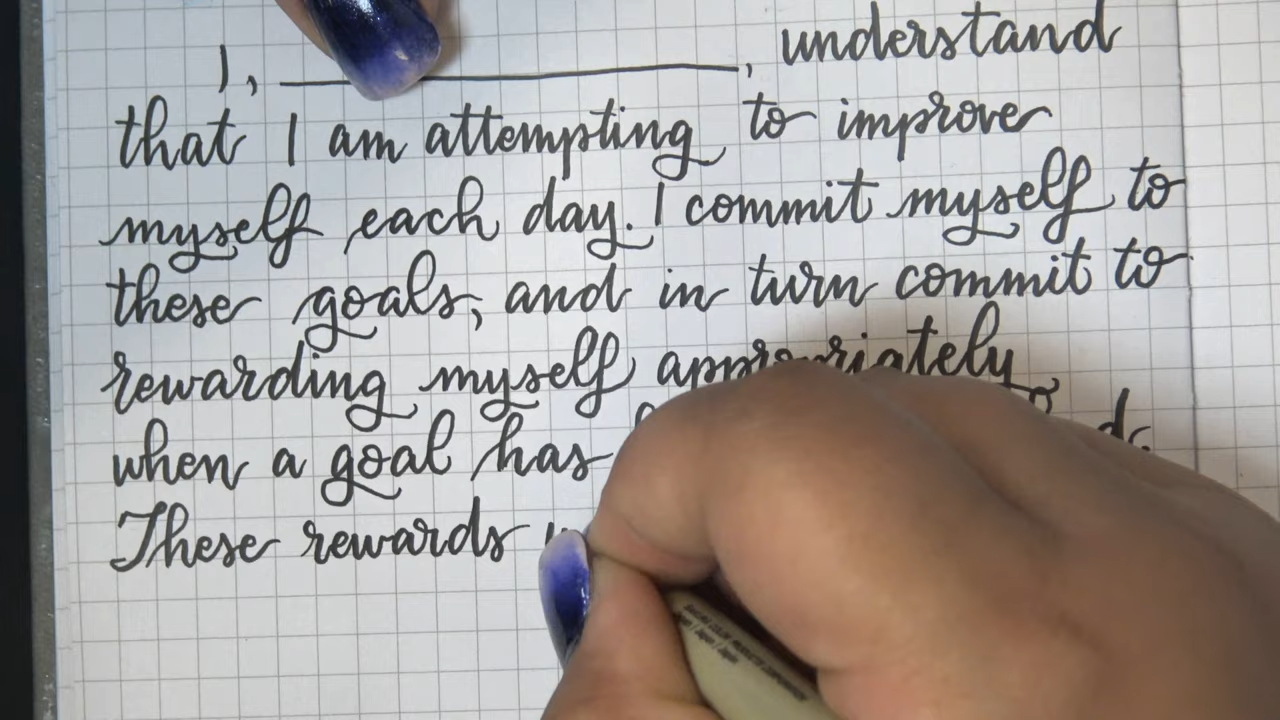 I, ____________, understand
that I am attempting to improve
myself each day. I commit myself to
these goals, and in turn commit to
rewarding myself appropriately
when a goal has
These rewards